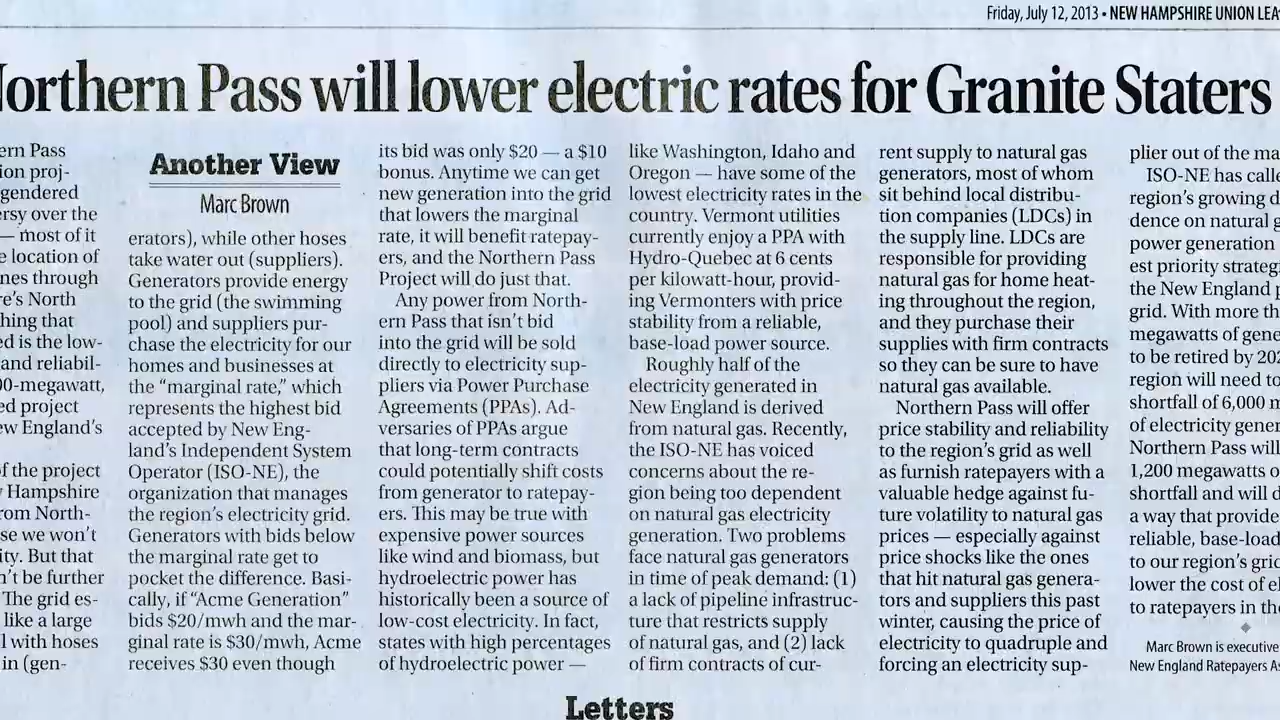 Friday, July 12, 2013 • NEW HAMPSHIRE UNION LEA
Northern Pass will lower electric rates for Granite Staters
ern Pass
ion proj-
gendered
ersy over the
— most of it
e location of
nes through
re's North
hing that
ed is the low-
and reliabil-
00-megawatt,
ed project
ew England's
of the project
Hampshire
rom North-
se we won't
ity. But that
n't be further
The grid es-
like a large
l with hoses
in (gen-
Another View
Marc Brown
erators), while other hoses
take water out (suppliers).
Generators provide energy
to the grid (the swimming
pool) and suppliers pur-
chase the electricity for our
homes and businesses at
the “marginal rate,” which
represents the highest bid
accepted by New Eng-
land's Independent System
Operator (ISO-NE), the
organization that manages
the region's electricity grid.
Generators with bids below
the marginal rate get to
pocket the difference. Basi-
cally, if “Acme Generation”
bids $20/mwh and the mar-
ginal rate is $30/mwh, Acme
receives $30 even though
its bid was only $20 — a $10
bonus. Anytime we can get
new generation into the grid
that lowers the marginal
rate, it will benefit ratepay-
ers, and the Northern Pass
Project will do just that.
Any power from North-
ern Pass that isn't bid
into the grid will be sold
directly to electricity sup-
pliers via Power Purchase
Agreements (PPAs). Ad-
versaries of PPAs argue
that long-term contracts
could potentially shift costs
from generator to ratepay-
ers. This may be true with
expensive power sources
like wind and biomass, but
hydroelectric power has
historically been a source of
low-cost electricity. In fact,
states with high percentages
of hydroelectric power —
like Washington, Idaho and
Oregon — have some of the
lowest electricity rates in the
country. Vermont utilities
currently enjoy a PPA with
Hydro-Quebec at 6 cents
per kilowatt-hour, provid-
ing Vermonters with price
stability from a reliable,
base-load power source.
Roughly half of the
electricity generated in
New England is derived
from natural gas. Recently,
the ISO-NE has voiced
concerns about the re-
gion being too dependent
on natural gas electricity
generation. Two problems
face natural gas generators
in time of peak demand: (1)
a lack of pipeline infrastruc-
ture that restricts supply
of natural gas, and (2) lack
of firm contracts of cur-
rent supply to natural gas
generators, most of whom
sit behind local distribu-
tion companies (LDCs) in
the supply line. LDCs are
responsible for providing
natural gas for home heat-
ing throughout the region,
and they purchase their
supplies with firm contracts
so they can be sure to have
natural gas available.
Northern Pass will offer
price stability and reliability
to the region's grid as well
as furnish ratepayers with a
valuable hedge against fu-
ture volatility to natural gas
prices — especially against
price shocks like the ones
that hit natural gas genera-
tors and suppliers this past
winter, causing the price of
electricity to quadruple and
forcing an electricity sup-
plier out of the ma
ISO-NE has calle
region's growing d
dence on natural g
power generation
est priority strategi
the New England p
grid. With more th
megawatts of gene
to be retired by 202
region will need to
shortfall of 6,000 m
of electricity gener
Northern Pass will
1,200 megawatts o
shortfall and will d
a way that provide
reliable, base-load
to our region's grid
lower the cost of el
to ratepayers in the
Marc Brown is executive
New England Ratepayers As
Letters